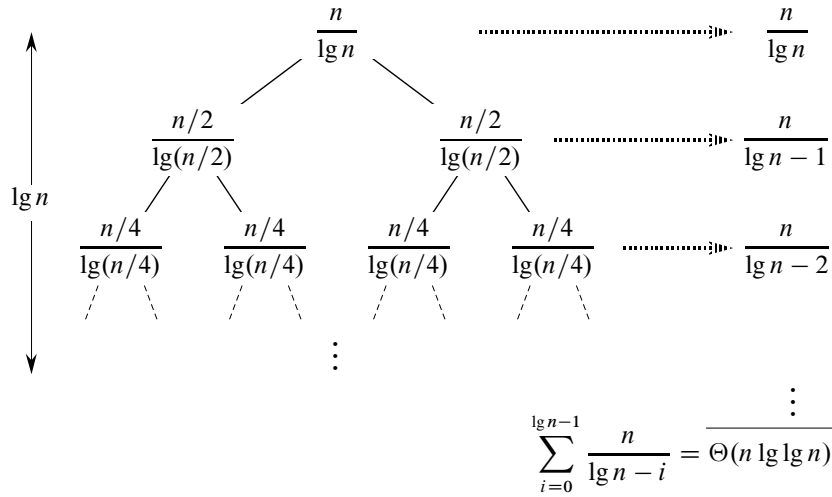 n/lg n n/lg n
(n/2)/lg(n/2) (n/2)/lg(n/2) n/(lg n − 1)
lg n
(n/4)/lg(n/4) (n/4)/lg(n/4) (n/4)/lg(n/4) (n/4)/lg(n/4) n/(lg n − 2)
⋮
⋮
∑_{i=0}^{lg n−1} n/(lg n − i) = Θ(n lg lg n)